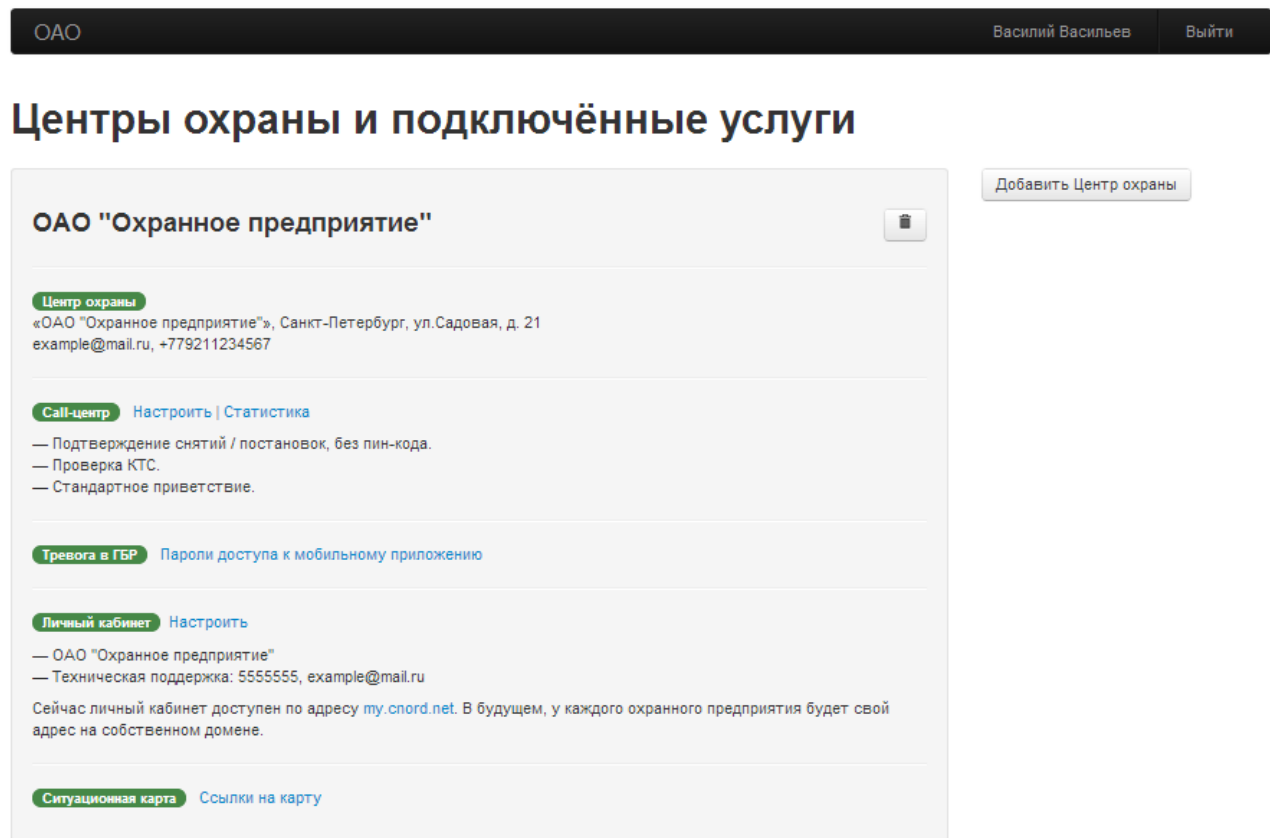 ОАО
Василий Васильев
Выйти
Центры охраны и подключённые услуги
Добавить Центр охраны
ОАО "Охранное предприятие"
Центр охраны
«ОАО "Охранное предприятие"», Санкт-Петербург, ул.Садовая, д. 21
example@mail.ru, +779211234567
Call-центр Настроить | Статистика
— Подтверждение снятий / постановок, без пин-кода.
— Проверка КТС.
— Стандартное приветствие.
Тревога в ГБР Пароли доступа к мобильному приложению
Личный кабинет Настроить
— ОАО "Охранное предприятие"
— Техническая поддержка: 5555555, example@mail.ru
Сейчас личный кабинет доступен по адресу my.cnord.net. В будущем, у каждого охранного предприятия будет свой
адрес на собственном домене.
Ситуационная карта Ссылки на карту